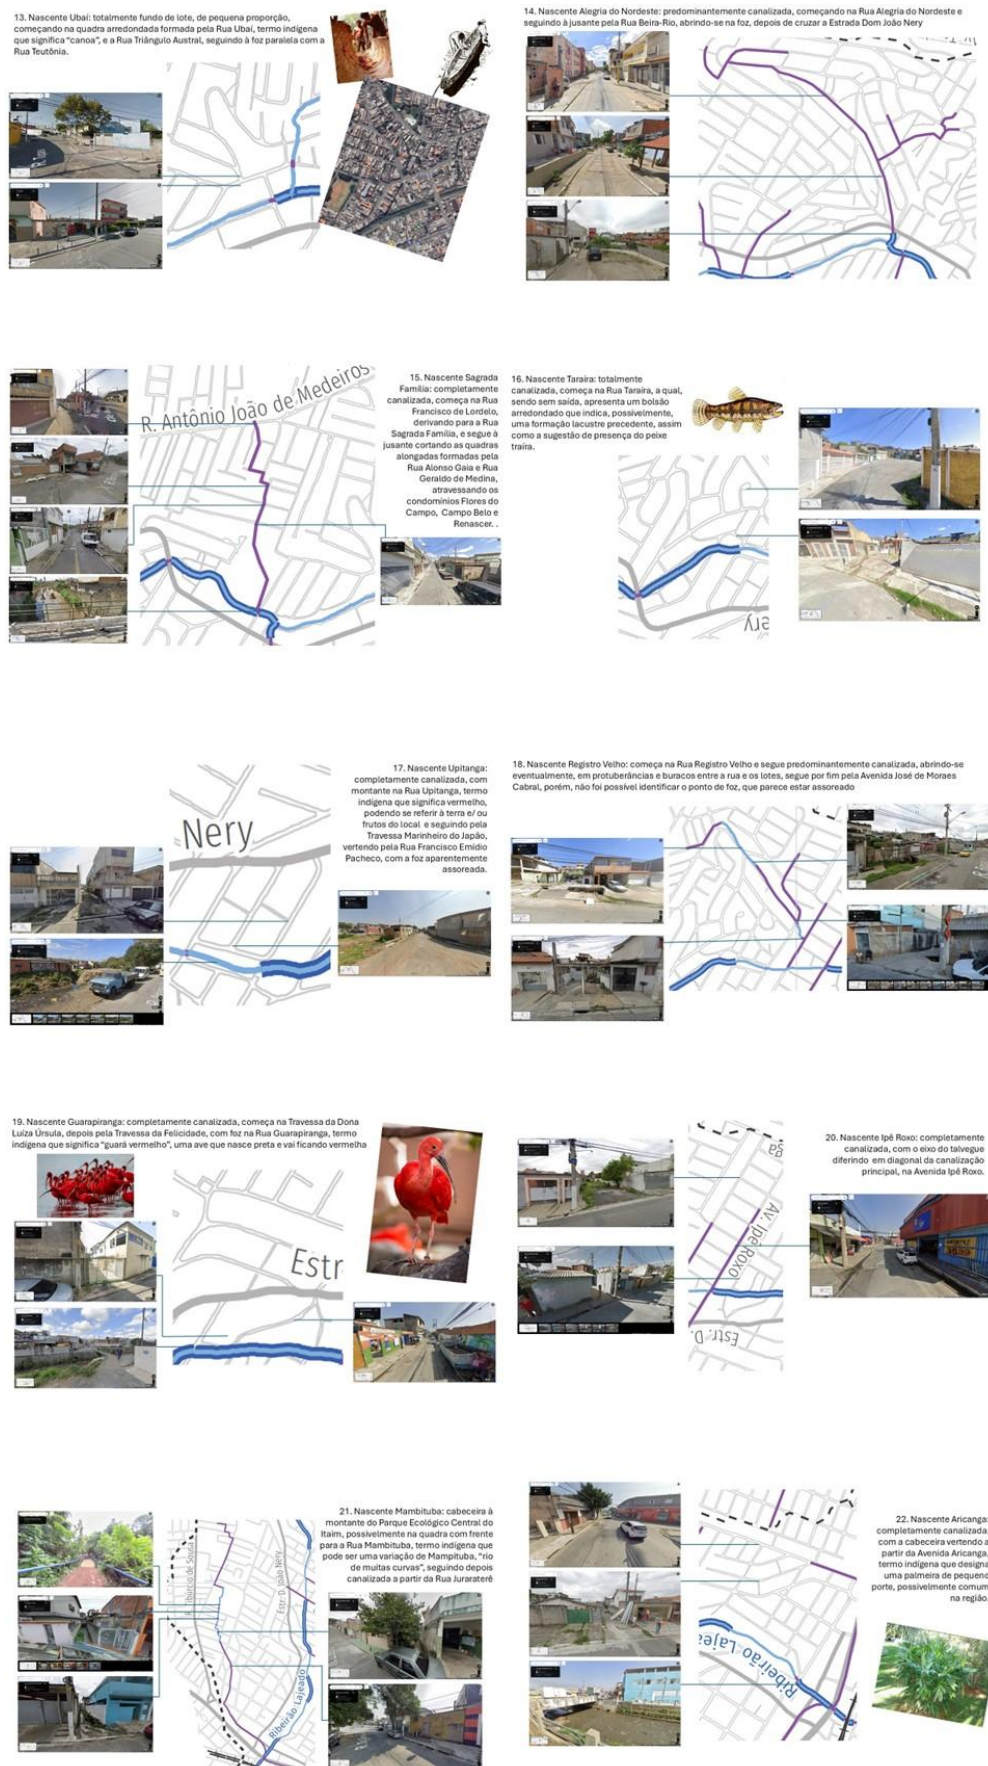 13. Nascente Ubaí: totalmente fundo de lote, de pequena proporção,
começando na quadra arredondada formada pela Rua Ubaí, termo indígena
que significa “canoa”, e a Rua Triângulo Austral, seguindo à foz paralela com a
Rua Teutônia.
14. Nascente Alegria do Nordeste: predominantemente canalizada, começando na Rua Alegria do Nordeste e
seguindo à jusante pela Rua Beira-Rio, abrindo-se na foz, depois de cruzar a Estrada Dom João Nery
R. Antônio João de Medeiros
15. Nascente Sagrada
Família: completamente
canalizada, começa na Rua
Francisco de Lordelo,
derivando para a Rua
Sagrada Família, e segue à
jusante cortando as quadras
alongadas formadas pela
Rua Alonso Gaia e Rua
Geraldo de Medina,
atravessando os
condomínios Flores do
Campo, Campo Belo e
Renascer. .
16. Nascente Taraíra: totalmente
canalizada, começa na Rua Taraíra, a qual,
sendo sem saída, apresenta um bolsão
arredondado que indica, possivelmente,
uma formação lacustre precedente, assim
como a sugestão de presença do peixe
traíra.
ery
17. Nascente Upitanga:
completamente canalizada, com
montante na Rua Upitanga, termo
indígena que significa vermelho,
podendo se referir à terra e/ ou
frutos do local e seguindo pela
Travessa Marinheiro do Japão,
vertendo pela Rua Francisco Emídio
Pacheco, com a foz aparentemente
assoreada.
Nery
18. Nascente Registro Velho: começa na Rua Registro Velho e segue predominantemente canalizada, abrindo-se
eventualmente, em protuberâncias e buracos entre a rua e os lotes, segue por fim pela Avenida José de Moraes
Cabral, porém, não foi possível identificar o ponto de foz, que parece estar assoreado
19. Nascente Guarapiranga: completamente canalizada, começa na Travessa da Dona
Luíza Úrsula, depois pela Travessa da Felicidade, com foz na Rua Guarapiranga, termo
indígena que significa “guará vermelho”, uma ave que nasce preta e vai ficando vermelha
Estr
20. Nascente Ipê Roxo: completamente
canalizada, com o eixo do talvegue
diferindo em diagonal da canalização
principal, na Avenida Ipê Roxo.
ga
Av. Ipê Roxo
Estr. D.
21. Nascente Mambituba: cabeceira à
montante do Parque Ecológico Central do
Itaim, possivelmente na quadra com frente
para a Rua Mambituba, termo indígena que
pode ser uma variação de Mampituba, “rio
de muitas curvas”, seguindo depois
canalizada a partir da Rua Juraraterê
R. Tibúrcio de Sousa
Estr. D. João Nery
Ribeirão Lajeado
22. Nascente Aricanga:
completamente canalizada,
com a cabeceira vertendo a
partir da Avenida Aricanga,
termo indígena que designa
uma palmeira de pequeno
porte, possivelmente comum
na região.
Ribeirão Lajea
Ribeirão